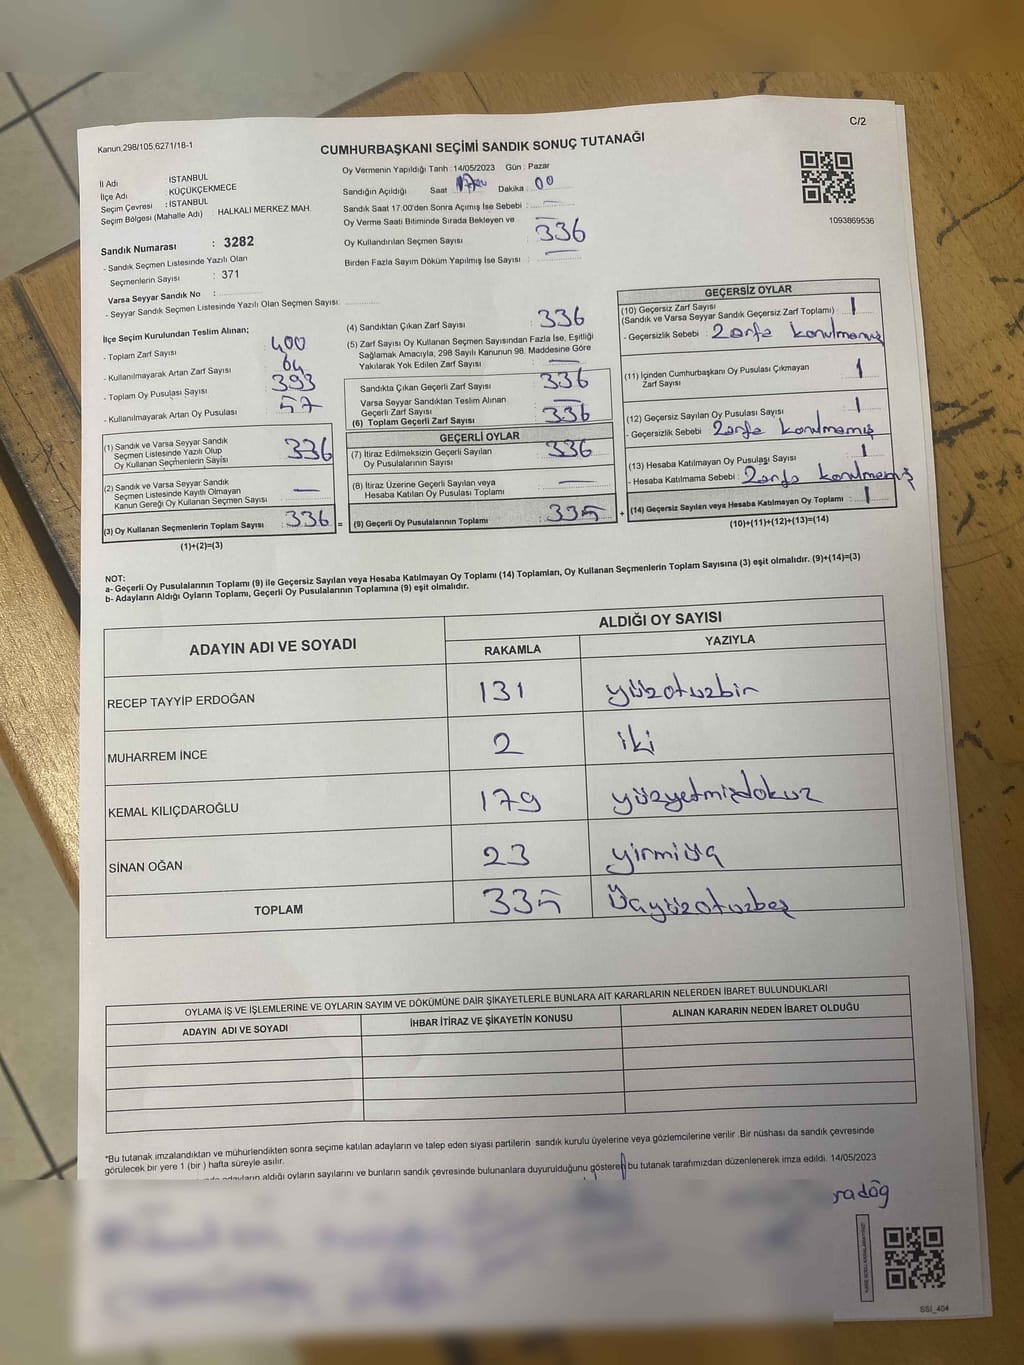 C/2
Kanun,298/105,6271/18-1
CUMHURBAŞKANI SEÇİMİ SANDIK SONUÇ TUTANAĞI
İl Adı : İSTANBUL
İlçe Adı : KÜÇÜKÇEKMECE
Seçim Çevresi : İSTANBUL
Seçim Bölgesi (Mahalle Adı) : HALKALI MERKEZ MAH.
Oy Vermenin Yapıldığı Tarih : 14/05/2023 Gün : Pazar
Sandığın Açıldığı Saat Dakika : 00
Sandık Saat 17:00'den Sonra Açımış İse Sebebi : —
Oy Verme Saati Bitiminde Sırada Bekleyen ve —
Oy Kullandırılan Seçmen Sayısı : 336
Birden Fazla Sayım Döküm Yapılmış İse Sayısı : —
1093869536
Sandık Numarası : 3282
- Sandık Seçmen Listesinde Yazılı Olan
Seçmenlerin Sayısı : 371
Varsa Seyyar Sandık No :
- Seyyar Sandık Seçmen Listesinde Yazılı Olan Seçmen Sayısı:
İlçe Seçim Kurulundan Teslim Alınan;
- Toplam Zarf Sayısı : 400
- Kullanılmayarak Artan Zarf Sayısı : 64
- Toplam Oy Pusulası Sayısı : 393
- Kullanılmayarak Artan Oy Pusulası : 57
(1) Sandık ve Varsa Seyyar Sandık
Seçmen Listesinde Yazılı Olup
Oy Kullanan Seçmenlerin Sayısı 336
(2) Sandık ve Varsa Seyyar Sandık
Seçmen Listesinde Kayıtlı Olmayan
Kanun Gereği Oy Kullanan Seçmen Sayısı —
(3) Oy Kullanan Seçmenlerin Toplam Sayısı : 336 =
(1)+(2)=(3)
(4) Sandıktan Çıkan Zarf Sayısı : 336
(5) Zarf Sayısı Oy Kullanan Seçmen Sayısından Fazla İse, Eşitliği
Sağlamak Amacıyla, 298 Sayılı Kanunun 98. Maddesine Göre
Yakılarak Yok Edilen Zarf Sayısı : —
Sandıkta Çıkan Geçerli Zarf Sayısı : 336
Varsa Seyyar Sandıktan Teslim Alınan
Geçerli Zarf Sayısı : —
(6) Toplam Geçerli Zarf Sayısı : 336
GEÇERLİ OYLAR
(7) İtiraz Edilmeksizin Geçerli Sayılan
Oy Pusulalarının Sayısı : 336
(8) İtiraz Üzerine Geçerli Sayılan veya
Hesaba Katılan Oy Pusulası Toplamı : —
(9) Geçerli Oy Pusulalarının Toplamı : 335 +
GEÇERSİZ OYLAR
(10) Geçersiz Zarf Sayısı
(Sandık ve Varsa Seyyar Sandık Geçersiz Zarf Toplamı) : 1
- Geçersizlik Sebebi : Zarfa konulmamış
(11) İçinden Cumhurbaşkanı Oy Pusulası Çıkmayan
Zarf Sayısı : 1
(12) Geçersiz Sayılan Oy Pusulası Sayısı : 1
- Geçersizlik Sebebi : Zarfa konulmamış
(13) Hesaba Katılmayan Oy Pusulaşı Sayısı : 1
- Hesaba Katılmama Sebebi : Zarfa konulmamış
(14) Geçersiz Sayılan veya Hesaba Katılmayan Oy Toplamı : 1
(10)+(11)+(12)+(13)=(14)
NOT:
a- Geçerli Oy Pusulalarının Toplamı (9) ile Geçersiz Sayılan veya Hesaba Katılmayan Oy Toplamı (14) Toplamları, Oy Kullanan Seçmenlerin Toplam Sayısına (3) eşit olmalıdır. (9)+(14)=(3)
b- Adayların Aldığı Oyların Toplamı, Geçerli Oy Pusulalarının Toplamına (9) eşit olmalıdır.
ADAYIN ADI VE SOYADI ALDIĞI OY SAYISI
RAKAMLA YAZIYLA
RECEP TAYYİP ERDOĞAN 131 yüzotuzbir
MUHARREM İNCE 2 iki
KEMAL KILIÇDAROĞLU 179 yüzyetmişdokuz
SİNAN OĞAN 23 yirmiüç
TOPLAM 335 Üçyüzotuzbeş
OYLAMA İŞ VE İŞLEMLERİNE VE OYLARIN SAYIM VE DÖKÜMÜNE DAİR ŞİKAYETLERLE BUNLARA AİT KARARLARIN NELERDEN İBARET BULUNDUKLARI
ADAYIN ADI VE SOYADI İHBAR İTİRAZ VE ŞİKAYETİN KONUSU ALINAN KARARIN NEDEN İBARET OLDUĞU
*Bu tutanak imzalandıktan ve mühürlendikten sonra seçime katılan adayların ve talep eden siyasi partilerin sandık kurulu üyelerine veya gözlemcilerine verilir .Bir nüshası da sandık çevresinde
görülecek bir yere 1 (bir ) hafta süreyle asılır.
adayların aldığı oyların sayılarını ve bunların sandık çevresinde bulunanlara duyurulduğunu gösteren bu tutanak tarafımızdan düzenlenerek imza edildi. 14/05/2023
SSI_404